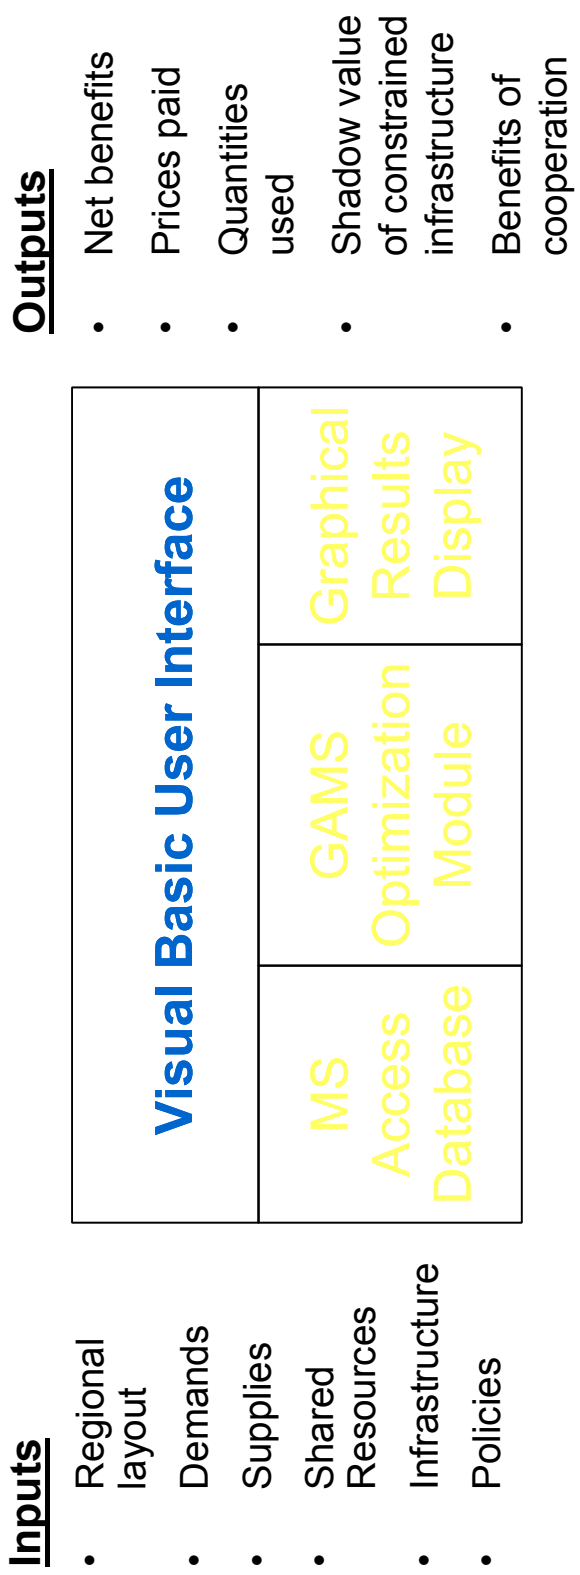 Inputs
• Regional
layout
• Demands
• Supplies
• Shared
Resources
• Infrastructure
• Policies
Visual Basic User Interface
MS
Access
Database
GAMS
Optimization
Module
Graphical
Results
Display
Outputs
• Net benefits
• Prices paid
• Quantities
used
• Shadow value
of constrained
infrastructure
• Benefits of
cooperation